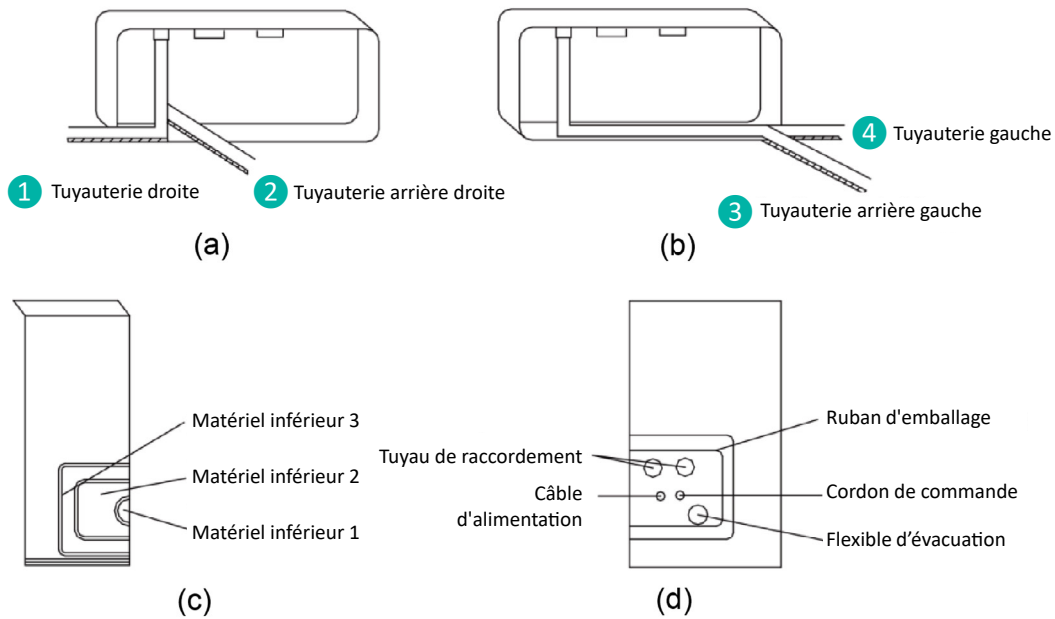 1 Tuyauterie droite
2 Tuyauterie arrière droite
(a)
4 Tuyauterie gauche
3 Tuyauterie arrière gauche
(b)
Matériel inférieur 3
Matériel inférieur 2
Matériel inférieur 1
(c)
Ruban d'emballage
Tuyau de raccordement
Câble
d'alimentation
Cordon de commande
Flexible d’évacuation
(d)